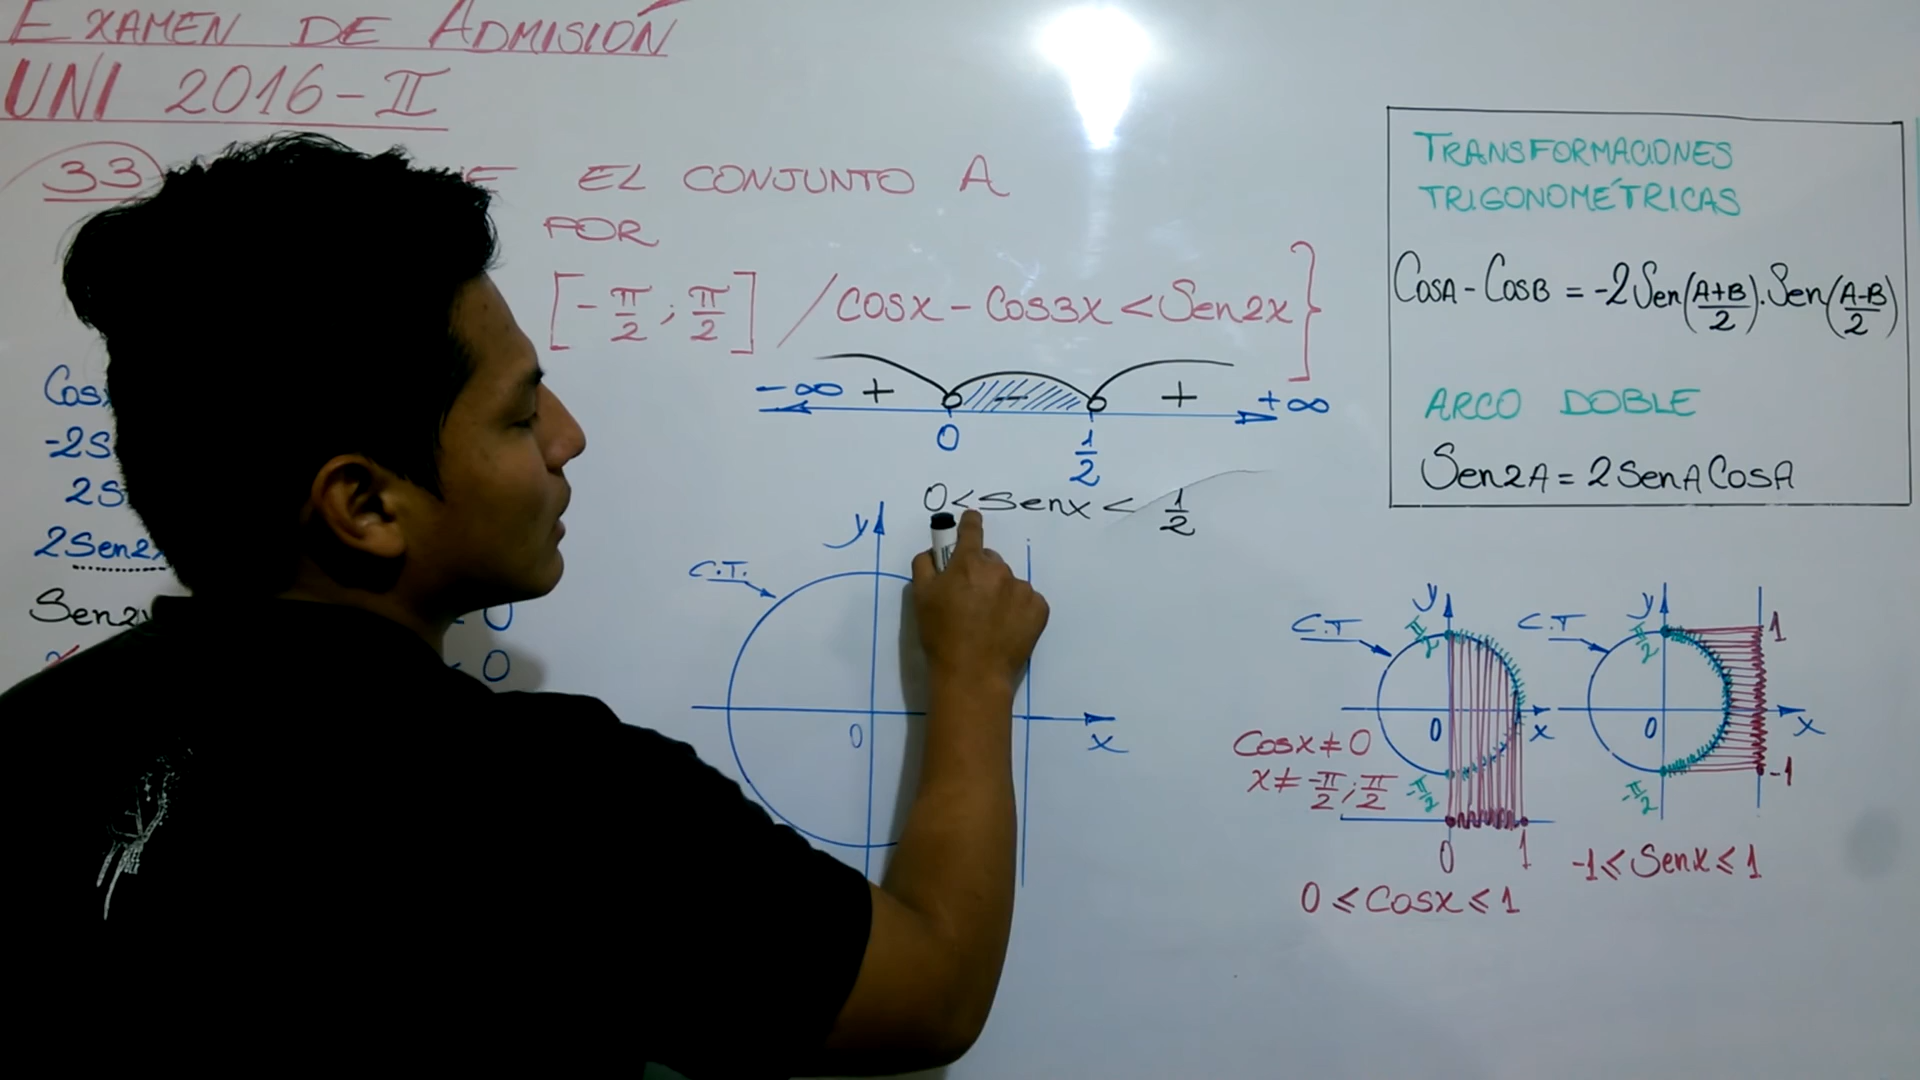 EXAMEN DE ADMISIÓN
UNI 2016-II
33
EL CONJUNTO A
POR
[-π/2 ; π/2] / Cosx - Cos3x < Sen2x}
-∞ + - + +∞
0 1/2
0 < Senx < 1/2
Cosx
-2S
2S
2Sen2x
Sen2x
< 0
< 0
C.T.
y
0
x
TRANSFORMACIONES
TRIGONOMÉTRICAS
CosA - CosB = -2Sen(A+B/2).Sen(A-B/2)
ARCO DOBLE
Sen2A = 2SenACosA
C.T
y
π/2
0
x
-π/2
Cosx ≠ 0
x ≠ -π/2 ; π/2
0 1
0 ≤ Cosx ≤ 1
C.T
y
π/2
1
0
x
-π/2
-1
-1 ≤ Senx ≤ 1